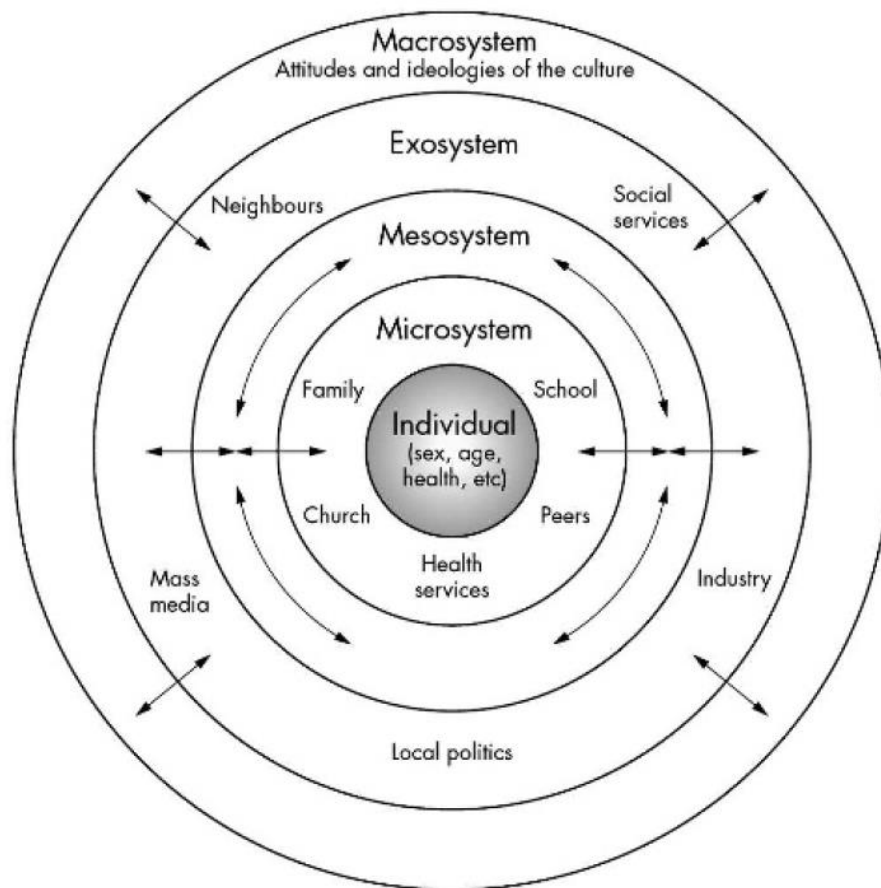 Macrosystem
Attitudes and ideologies of the culture
Exosystem
Neighbours
Social
services
Mesosystem
Microsystem
Family
School
Individual
(sex, age,
health, etc)
Church
Peers
Health
services
Mass
media
Industry
Local politics